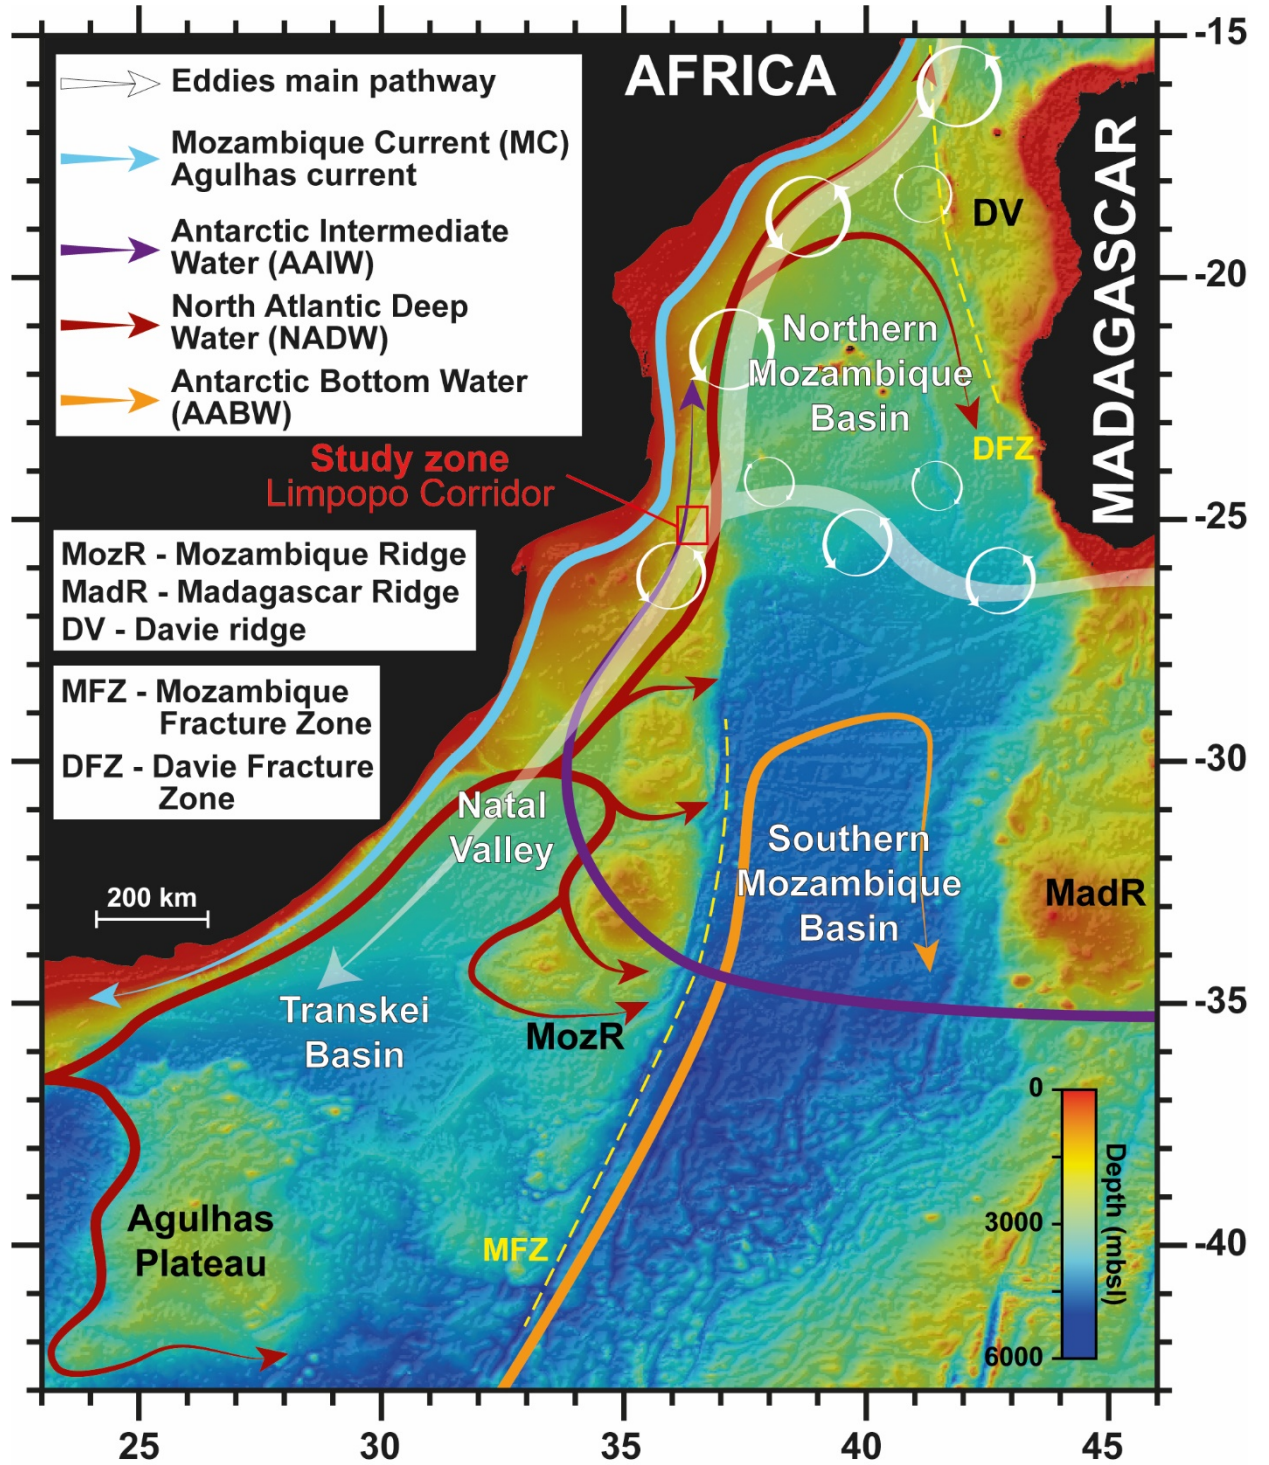 AFRICA
Eddies main pathway
Mozambique Current (MC)
Agulhas current
Antarctic Intermediate
Water (AAIW)
North Atlantic Deep
Water (NADW)
Antarctic Bottom Water
(AABW)
MADAGASCAR
DV
Northern
Mozambique
Basin
DFZ
Study zone
Limpopo Corridor
MozR - Mozambique Ridge
MadR - Madagascar Ridge
DV - Davie ridge
MFZ - Mozambique
Fracture Zone
DFZ - Davie Fracture
Zone
Natal
Valley
Southern
Mozambique
Basin
MadR
200 km
Transkei
Basin
MozR
Agulhas
Plateau
MFZ
0
3000
6000
Depth (mbsl)
-15
-20
-25
-30
-35
-40
25
30
35
40
45